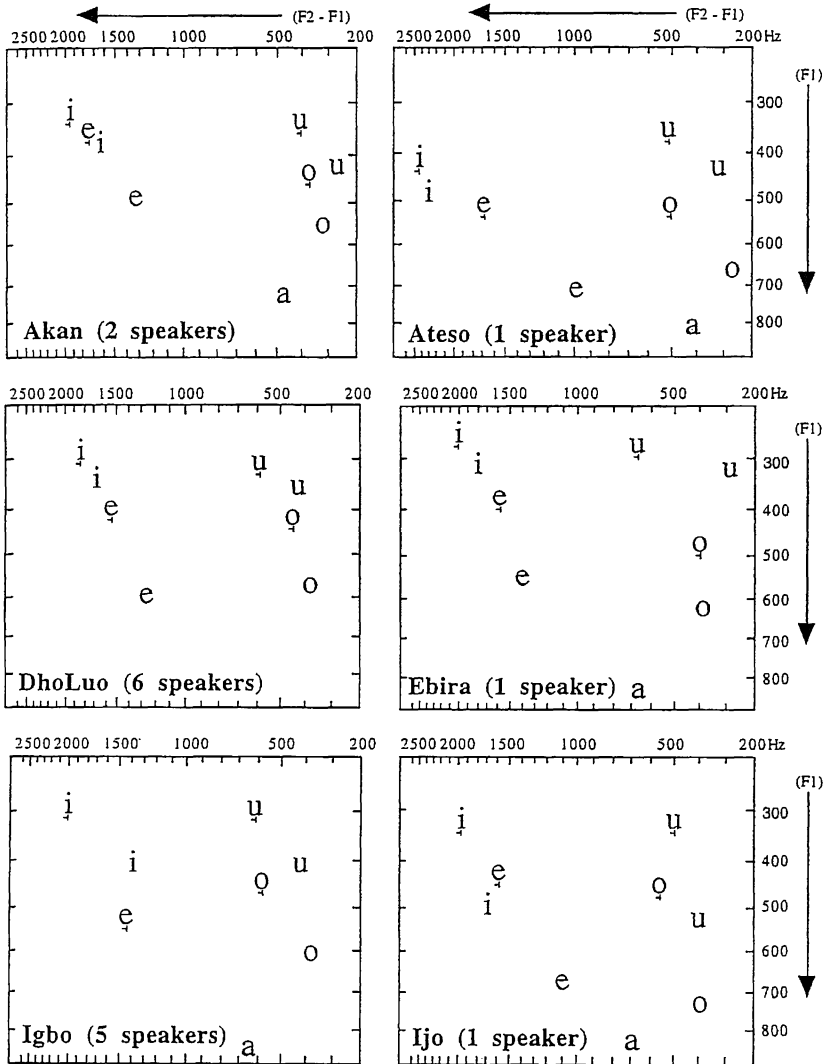 (F2 - F1) (F2 - F1)
2500 2000 1500 1000 500 200 2500 2000 1500 1000 500 200Hz
(F1)
i̘ e̘ i e u̘ o̘ u o a
Akan (2 speakers)
i̘ i e̘ e u̘ u o̘ o a
Ateso (1 speaker)
300
400
500
600
700
800
2500 2000 1500 1000 500 200 2500 2000 1500 1000 500 200Hz
(F1)
i̘ i e̘ e u̘ u o̘ o
DhoLuo (6 speakers)
i̘ i e̘ e u̘ u o̘ o
Ebira (1 speaker) a
300
400
500
600
700
800
2500 2000 1500 1000 500 200 2500 2000 1500 1000 500 200Hz
(F1)
i̘ i e̘ u̘ o̘ u o
Igbo (5 speakers) a
i̘ e̘ i e u̘ o̘ u o
Ijo (1 speaker) a
300
400
500
600
700
800